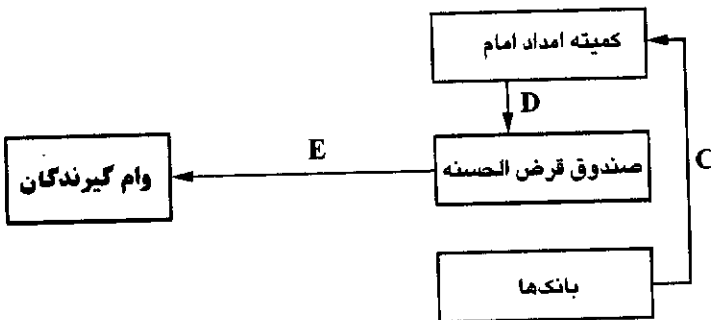 کمیته امداد امام
D
صندوق قرض الحسنه
E
وام گیرندگان
C
بانک‌ها